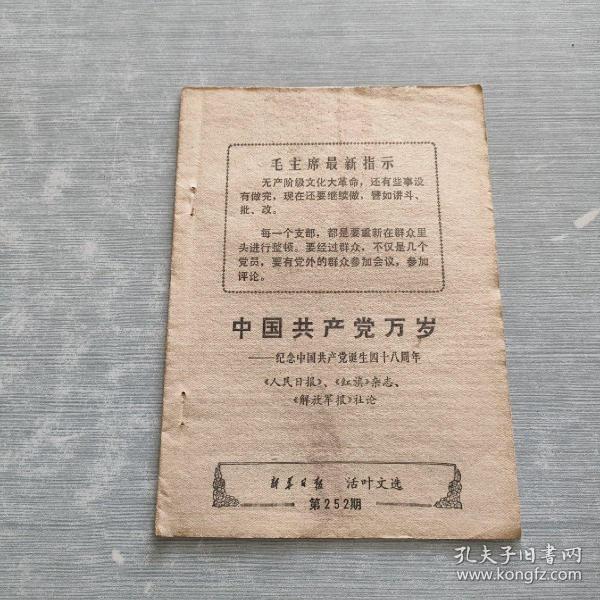 毛主席最新指示
无产阶级文化大革命，还有些事没
有做完，现在还要继续做，譬如讲斗、
批、改。
每一个支部，都是要重新在群众里
头进行整顿。要经过群众，不仅是几个
党员，要有党外的群众参加会议，参加
评论。
中国共产党万岁
——纪念中国共产党诞生四十八周年
《人民日报》、《红旗》杂志、
《解放军报》社论
新华日报 活叶文选
第252期
孔夫子旧书网
www.kongfz.com